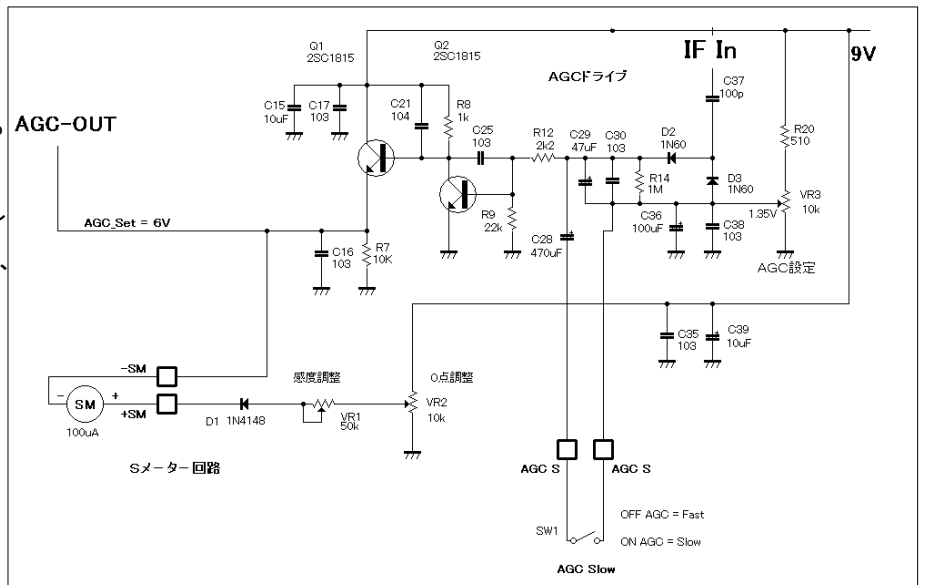 Q1
2SC1815
Q2
2SC1815
IF In
9V
AGCドライブ
C37
100p
C15
10uF
C17
103
C21
104
R8
1k
AGC-OUT
C25
103
R12
2k2
C29
47uF
C30
103
D2
1N60
R20
510
R14
1M
D3
1N60
VR3
10k
AGC_Set = 6V
R9
22k
C36
100uF
1.35V
C38
103
C16
103
R7
10K
C28
470uF
AGC設定
C35
103
C39
10uF
-SM
感度調整
0点調整
-
SM
+
+SM
100uA
D1 1N4148
VR1
50k
VR2
10k
Sメーター回路
AGC S
AGC S
OFF AGC = Fast
SW1
ON AGC = Slow
AGC Slow